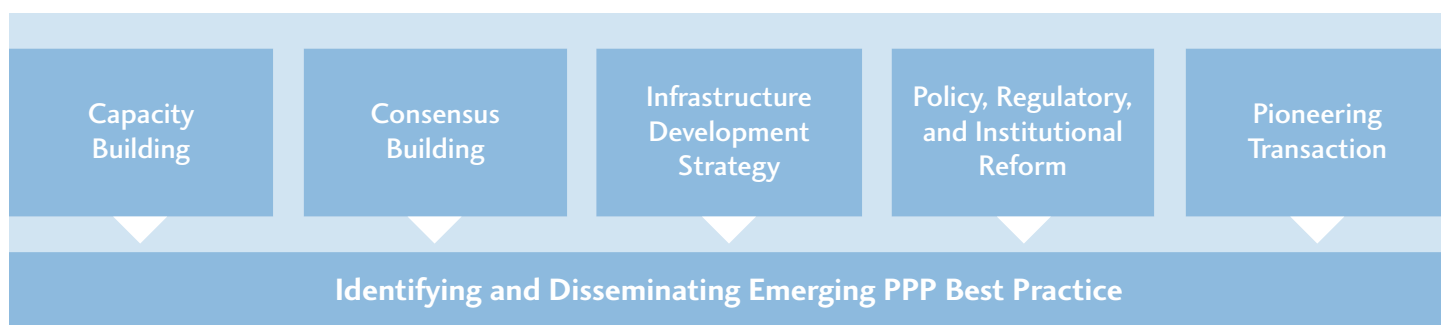 Capacity
Building
Consensus
Building
Infrastructure
Development
Strategy
Policy, Regulatory,
and Institutional
Reform
Pioneering
Transaction
Identifying and Disseminating Emerging PPP Best Practice